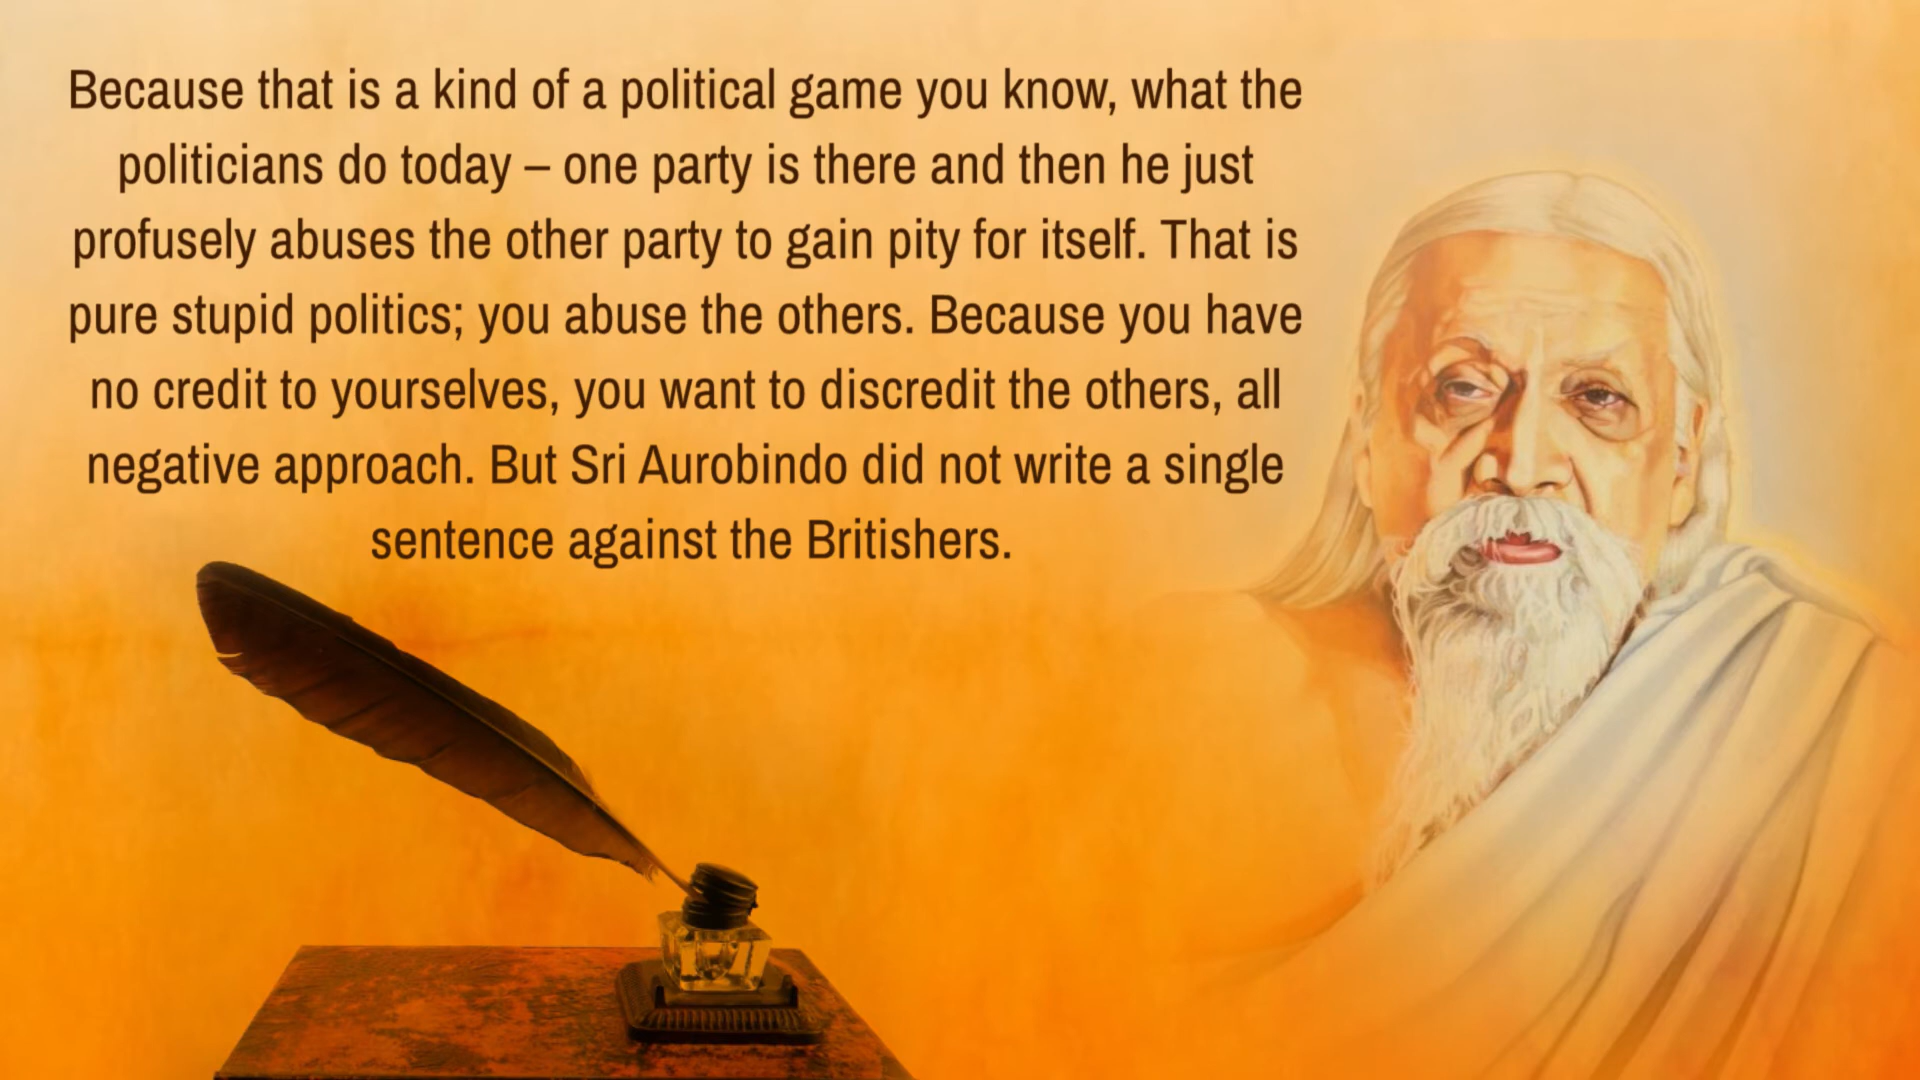 Because that is a kind of a political game you know, what the
politicians do today – one party is there and then he just
profusely abuses the other party to gain pity for itself. That is
pure stupid politics; you abuse the others. Because you have
no credit to yourselves, you want to discredit the others, all
negative approach. But Sri Aurobindo did not write a single
sentence against the Britishers.